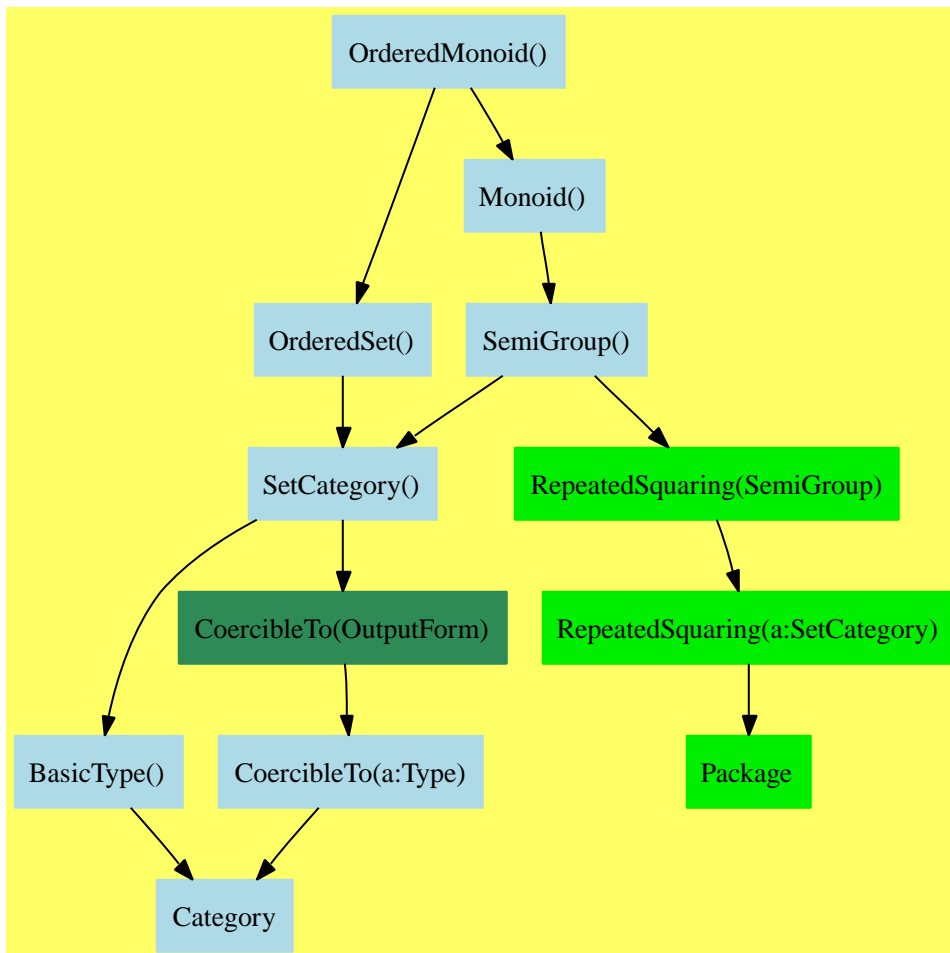 OrderedMonoid()
Monoid()
OrderedSet()
SemiGroup()
SetCategory()
RepeatedSquaring(SemiGroup)
CoercibleTo(OutputForm)
RepeatedSquaring(a:SetCategory)
BasicType()
CoercibleTo(a:Type)
Package
Category